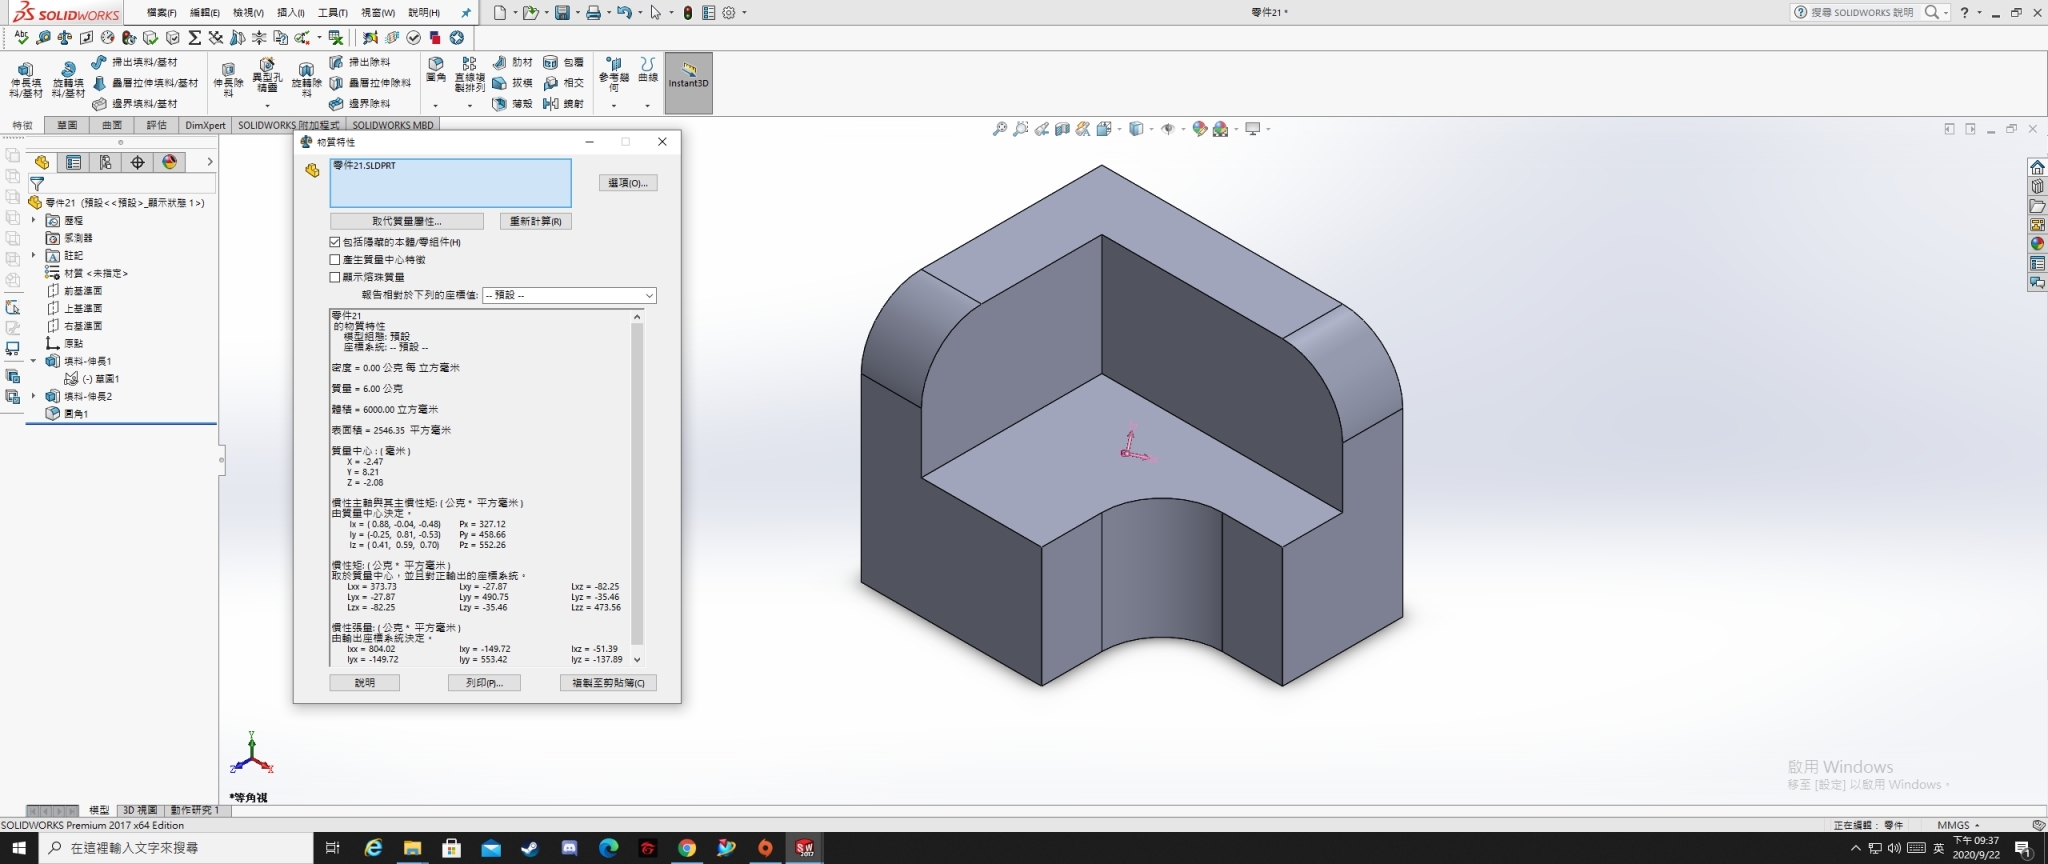 SOLIDWORKS 檔案(F) 編輯(E) 檢視(V) 插入(I) 工具(T) 視窗(W) 說明(H) 零件21 * 搜尋 SOLIDWORKS 說明
伸長填料/基材 旋轉填料/基材 掃出填料/基材 疊層拉伸填料/基材 邊界填料/基材
伸長除料 異型孔精靈 旋轉除料 掃出除料 疊層拉伸除料 邊界除料
圓角 直線複製排列 肋材 拔模 薄殼 包覆 相交 鏡射 參考幾何 曲線 Instant3D
特徵 草圖 曲面 評估 DimXpert SOLIDWORKS 附加程式 SOLIDWORKS MBD
零件21 (預設<<預設>_顯示狀態 1>)
歷程
感測器
註記
材質 <未指定>
前基準面
上基準面
右基準面
原點
填料-伸長1
(-) 草圖1
填料-伸長2
圓角1
物質特性
零件21.SLDPRT
選項(O)...
取代質量屬性... 重新計算(R)
包括隱藏的本體/零組件(H)
產生質量中心特徵
顯示熔珠質量
報告相對於下列的座標值: -- 預設 --
零件21
的物質特性
模型組態: 預設
座標系統: -- 預設 --
密度 = 0.00 公克 每 立方毫米
質量 = 6.00 公克
體積 = 6000.00 立方毫米
表面積 = 2546.35 平方毫米
質量中心 : ( 毫米 )
X = -2.47
Y = 8.21
Z = -2.08
慣性主軸與其主慣性矩: ( 公克 * 平方毫米 )
由質量中心決定。
Ix = ( 0.88, -0.04, -0.48) Px = 327.12
Iy = (-0.25, 0.81, -0.53) Py = 458.66
Iz = ( 0.41, 0.59, 0.70) Pz = 552.26
慣性矩: ( 公克 * 平方毫米 )
取於質量中心，並且對正輸出的座標系統。
Lxx = 373.73 Lxy = -27.87 Lxz = -82.25
Lyx = -27.87 Lyy = 490.75 Lyz = -35.46
Lzx = -82.25 Lzy = -35.46 Lzz = 473.56
慣性張量: ( 公克 * 平方毫米 )
由輸出座標系統決定。
Ixx = 804.02 Ixy = -149.72 Ixz = -51.39
Iyx = -149.72 Iyy = 553.42 Iyz = -137.89
說明 列印(P)... 複製至剪貼簿(C)
Y
Z X
*等角視
啟用 Windows
移至 [設定] 以啟用 Windows。
模型 3D 視圖 動作研究 1
SOLIDWORKS Premium 2017 x64 Edition 正在編輯： 零件 MMGS
在這裡輸入文字來搜尋 英 下午 09:37
2020/9/22